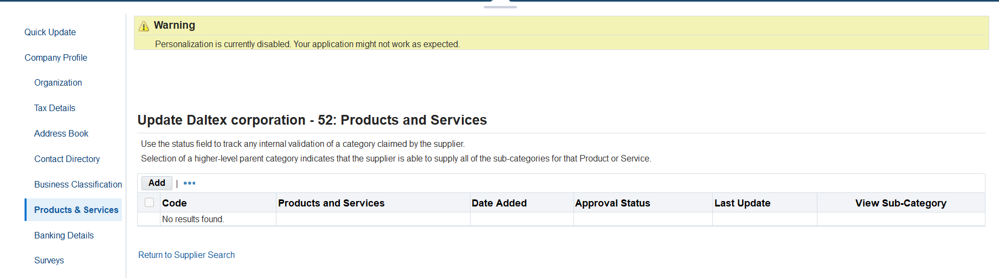 Quick Update
Company Profile
Organization
Tax Details
Address Book
Contact Directory
Business Classification
Products & Services
Banking Details
Surveys
Warning
Personalization is currently disabled. Your application might not work as expected.
Update Daltex corporation - 52: Products and Services
Use the status field to track any internal validation of a category claimed by the supplier.
Selection of a higher-level parent category indicates that the supplier is able to supply all of the sub-categories for that Product or Service.
Add | •••
Code Products and Services Date Added Approval Status Last Update View Sub-Category
No results found.
Return to Supplier Search